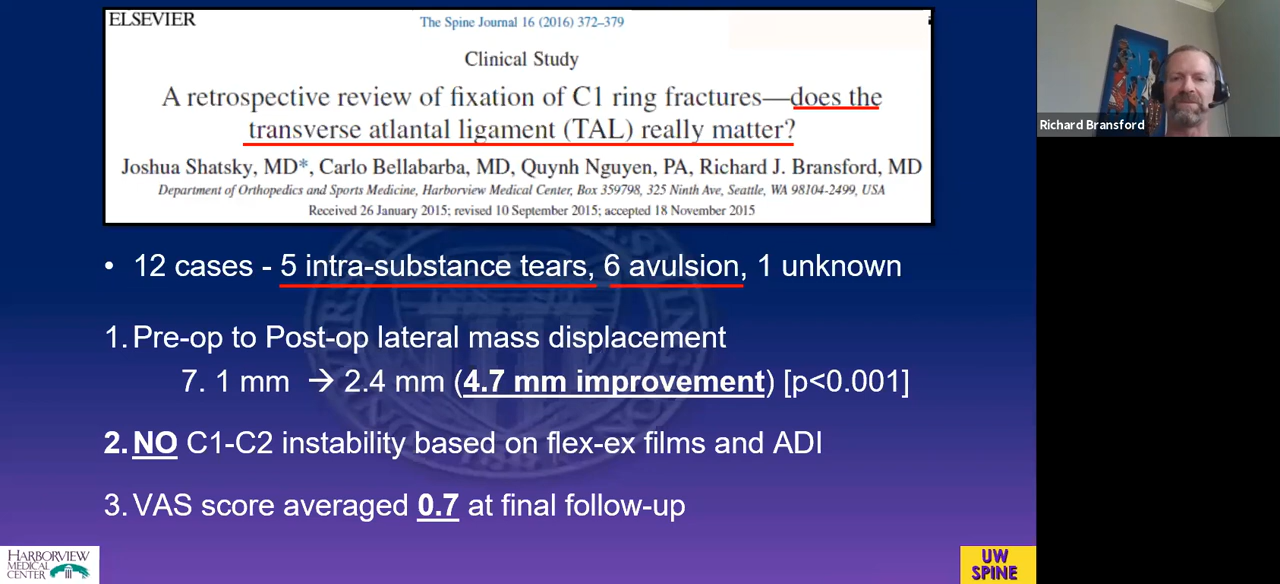 ELSEVIER
The Spine Journal 16 (2016) 372–379
Clinical Study
A retrospective review of fixation of C1 ring fractures—does the
transverse atlantal ligament (TAL) really matter?
Joshua Shatsky, MD*, Carlo Bellabarba, MD, Quynh Nguyen, PA, Richard J. Bransford, MD
Department of Orthopedics and Sports Medicine, Harborview Medical Center, Box 359798, 325 Ninth Ave, Seattle, WA 98104-2499, USA
Received 26 January 2015; revised 10 September 2015; accepted 18 November 2015
• 12 cases - 5 intra-substance tears, 6 avulsion, 1 unknown
1. Pre-op to Post-op lateral mass displacement
7. 1 mm → 2.4 mm (4.7 mm improvement) [p<0.001]
2. NO C1-C2 instability based on flex-ex films and ADI
3. VAS score averaged 0.7 at final follow-up
HARBORVIEW
MEDICAL
CENTER
UW
SPINE
Richard Bransford